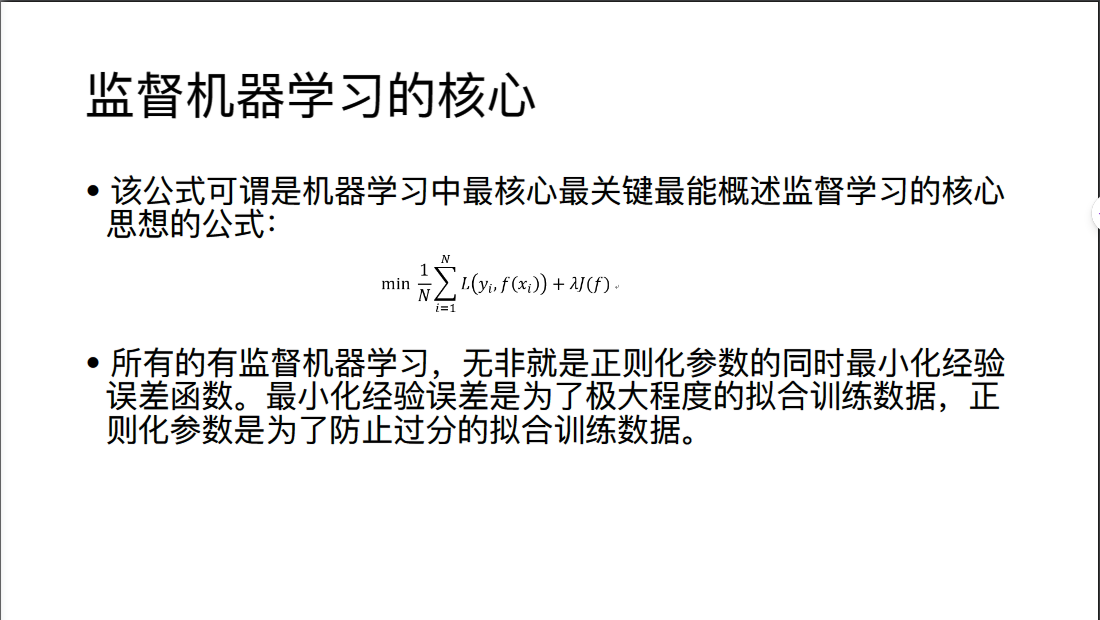 监督机器学习的核心
• 该公式可谓是机器学习中最核心最关键最能概述监督学习的核心
思想的公式：
min 1/N ∑_{i=1}^{N} L(y_i, f(x_i)) + λJ(f)
• 所有的有监督机器学习，无非就是正则化参数的同时最小化经验
误差函数。最小化经验误差是为了极大程度的拟合训练数据，正
则化参数是为了防止过分的拟合训练数据。